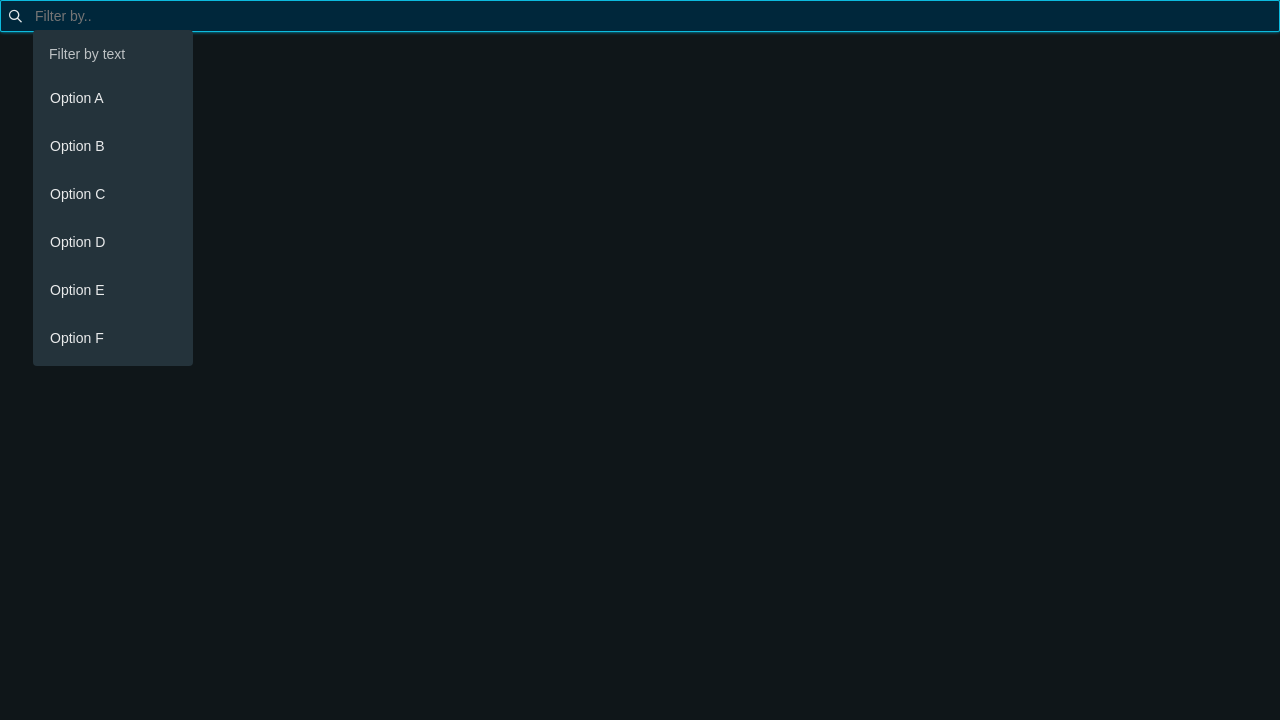 Filter by..
Filter by text
Option A
Option B
Option C
Option D
Option E
Option F